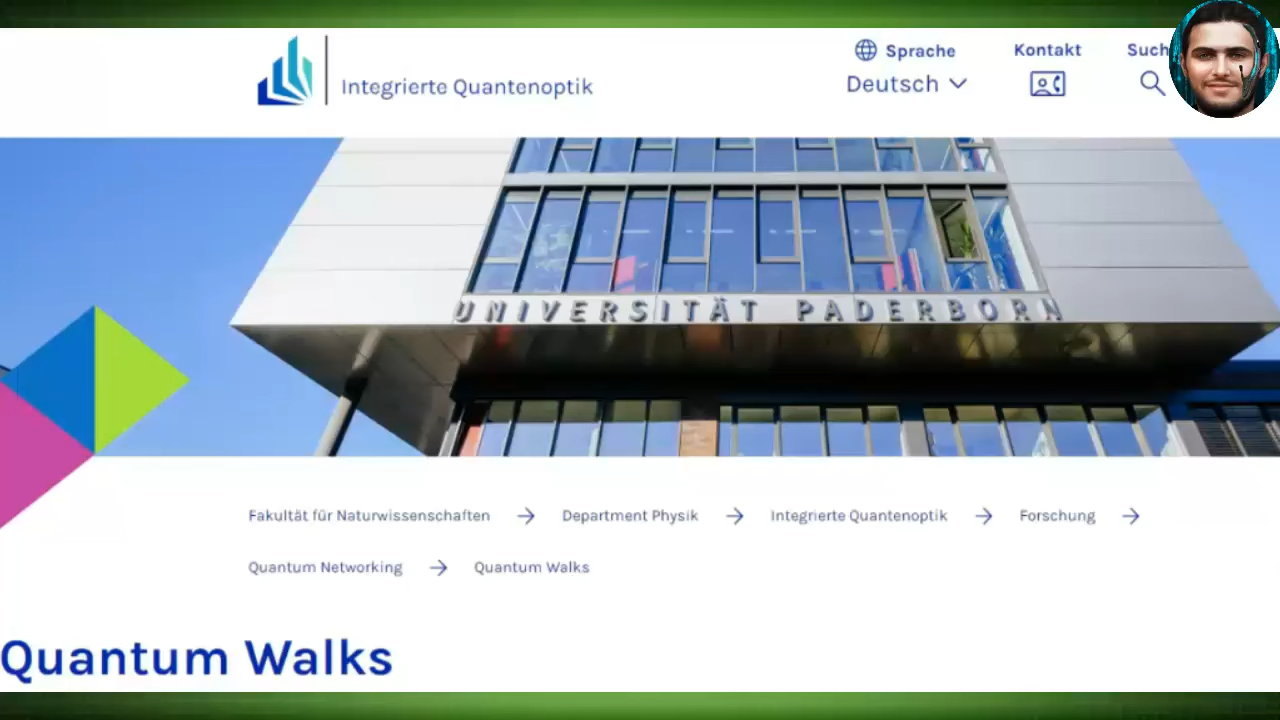 Integrierte Quantenoptik
Sprache
Deutsch
Kontakt
Such
UNIVERSITÄT PADERBORN
Fakultät für Naturwissenschaften → Department Physik → Integrierte Quantenoptik → Forschung →
Quantum Networking → Quantum Walks
Quantum Walks